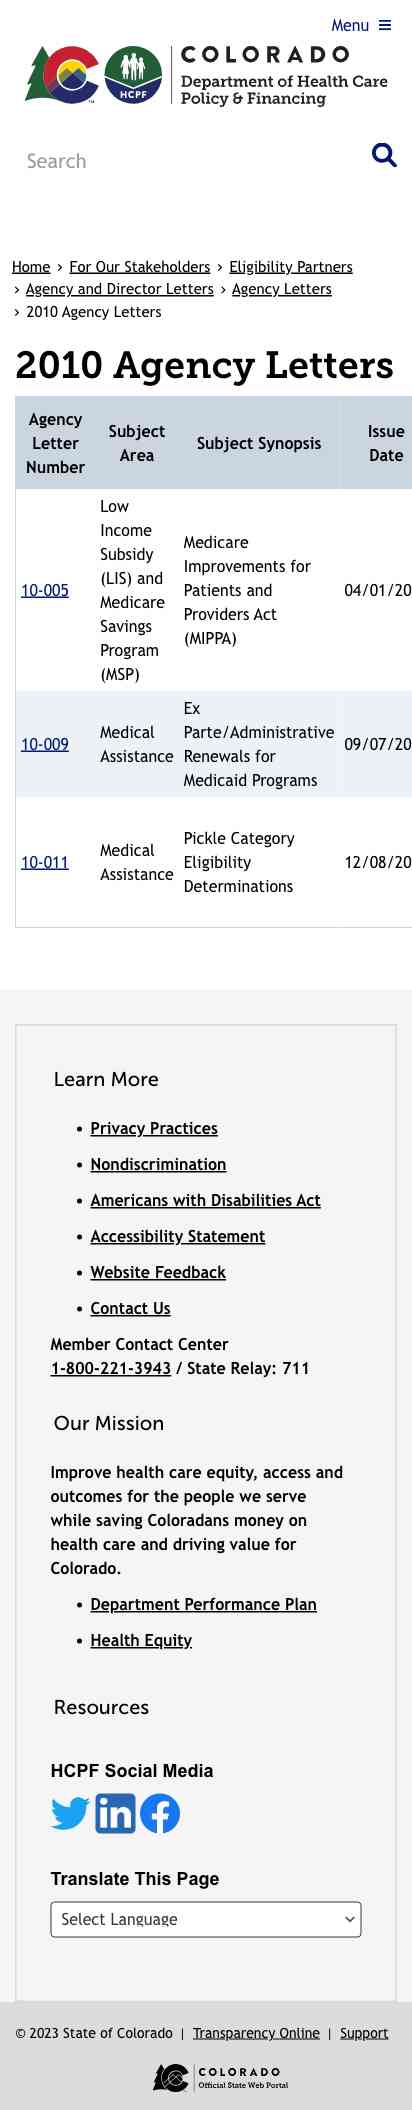 Menu
COLORADO
Department of Health Care
Policy & Financing
HCPF
Search
Home › For Our Stakeholders › Eligibility Partners
› Agency and Director Letters › Agency Letters
› 2010 Agency Letters
2010 Agency Letters
Agency Letter Number
Subject Area
Subject Synopsis
Issue Date
10-005
Low
Income
Subsidy
(LIS) and
Medicare
Savings
Program
(MSP)
Medicare
Improvements for
Patients and
Providers Act
(MIPPA)
04/01/20
10-009
Medical
Assistance
Ex
Parte/Administrative
Renewals for
Medicaid Programs
09/07/20
10-011
Medical
Assistance
Pickle Category
Eligibility
Determinations
12/08/20
Learn More
• Privacy Practices
• Nondiscrimination
• Americans with Disabilities Act
• Accessibility Statement
• Website Feedback
• Contact Us
Member Contact Center
1-800-221-3943 / State Relay: 711
Our Mission
Improve health care equity, access and
outcomes for the people we serve
while saving Coloradans money on
health care and driving value for
Colorado.
• Department Performance Plan
• Health Equity
Resources
HCPF Social Media
in
Translate This Page
Select Language
© 2023 State of Colorado | Transparency Online | Support
COLORADO
Official State Web Portal